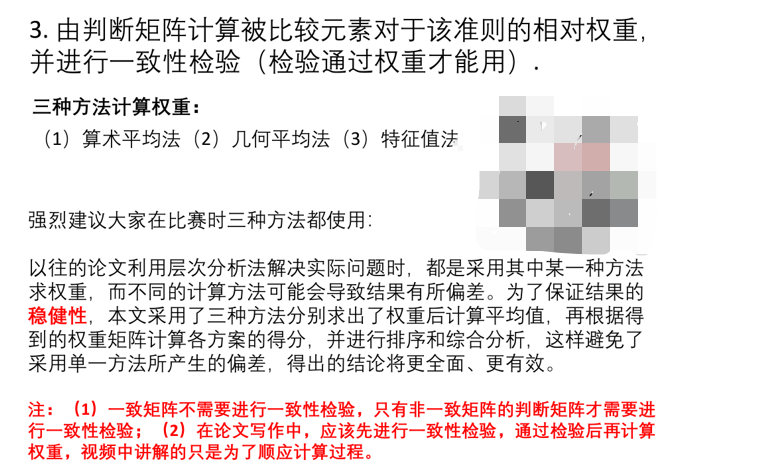 3. 由判断矩阵计算被比较元素对于该准则的相对权重，
并进行一致性检验（检验通过权重才能用）.
三种方法计算权重：
（1）算术平均法（2）几何平均法（3）特征值法
强烈建议大家在比赛时三种方法都使用：
以往的论文利用层次分析法解决实际问题时，都是采用其中某一种方法
求权重，而不同的计算方法可能会导致结果有所偏差。为了保证结果的
稳健性，本文采用了三种方法分别求出了权重后计算平均值，再根据得
到的权重矩阵计算各方案的得分，并进行排序和综合分析，这样避免了
采用单一方法所产生的偏差，得出的结论将更全面、更有效。
注：（1）一致矩阵不需要进行一致性检验，只有非一致矩阵的判断矩阵才需要进
行一致性检验；（2）在论文写作中，应该先进行一致性检验，通过检验后再计算
权重，视频中讲解的只是为了顺应计算过程。